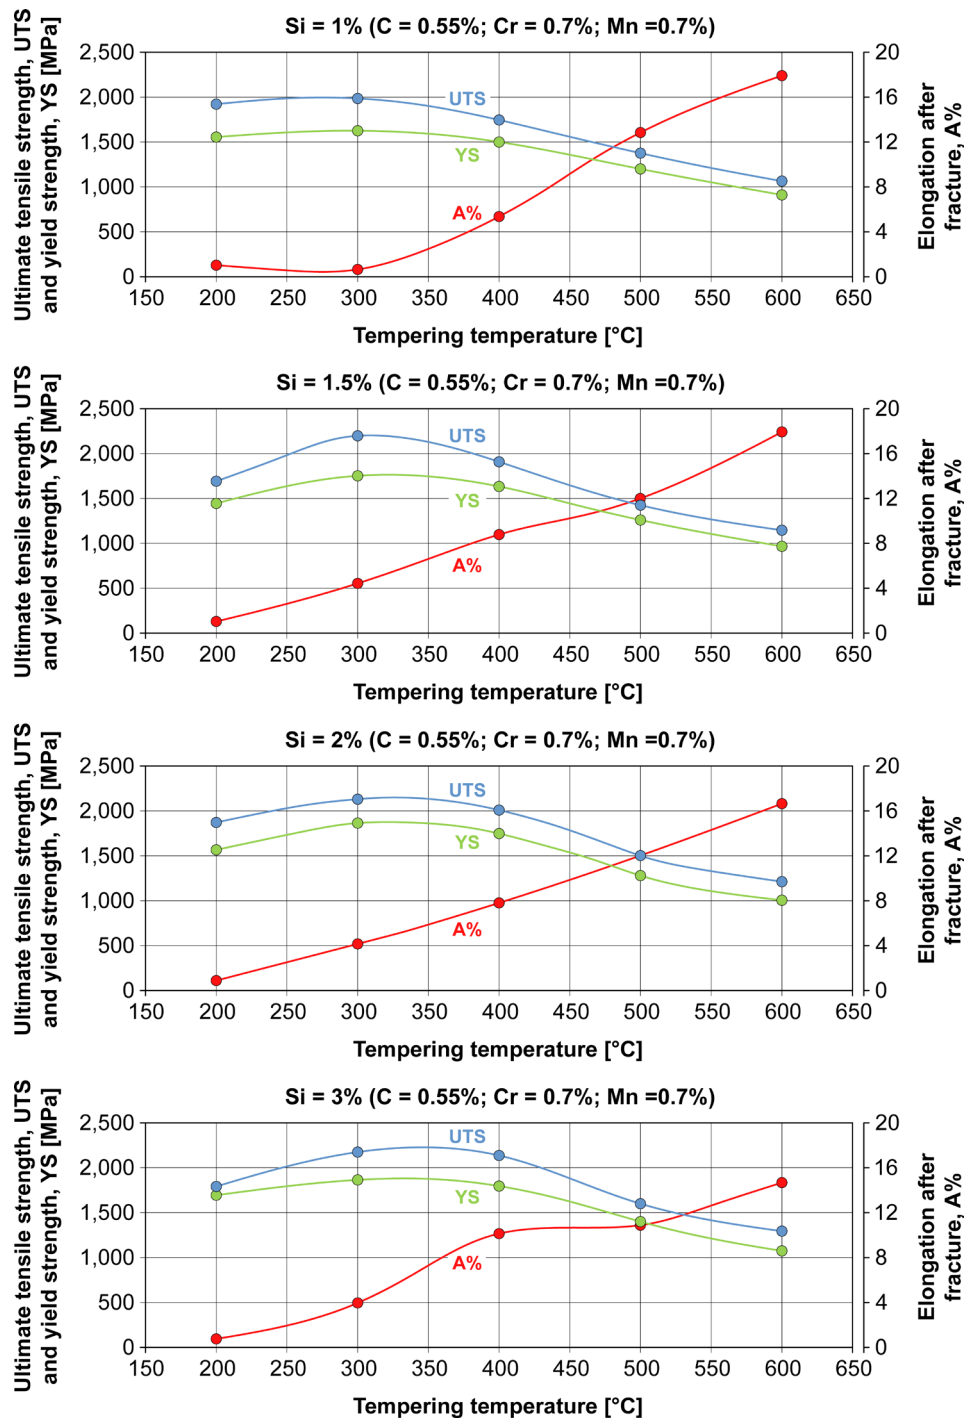 Si = 1% (C = 0.55%; Cr = 0.7%; Mn =0.7%)
Ultimate tensile strength, UTS
and yield strength, YS [MPa]
2,500
2,000
1,500
1,000
500
0
UTS
YS
A%
20
16
12
8
4
0
Elongation after
fracture, A%
150 200 250 300 350 400 450 500 550 600 650
Tempering temperature [°C]
Si = 1.5% (C = 0.55%; Cr = 0.7%; Mn =0.7%)
Ultimate tensile strength, UTS
and yield strength, YS [MPa]
2,500
2,000
1,500
1,000
500
0
UTS
YS
A%
20
16
12
8
4
0
Elongation after
fracture, A%
150 200 250 300 350 400 450 500 550 600 650
Tempering temperature [°C]
Si = 2% (C = 0.55%; Cr = 0.7%; Mn =0.7%)
Ultimate tensile strength, UTS
and yield strength, YS [MPa]
2,500
2,000
1,500
1,000
500
0
UTS
YS
A%
20
16
12
8
4
0
Elongation after
fracture, A%
150 200 250 300 350 400 450 500 550 600 650
Tempering temperature [°C]
Si = 3% (C = 0.55%; Cr = 0.7%; Mn =0.7%)
Ultimate tensile strength, UTS
and yield strength, YS [MPa]
2,500
2,000
1,500
1,000
500
0
UTS
YS
A%
20
16
12
8
4
0
Elongation after
fracture, A%
150 200 250 300 350 400 450 500 550 600 650
Tempering temperature [°C]